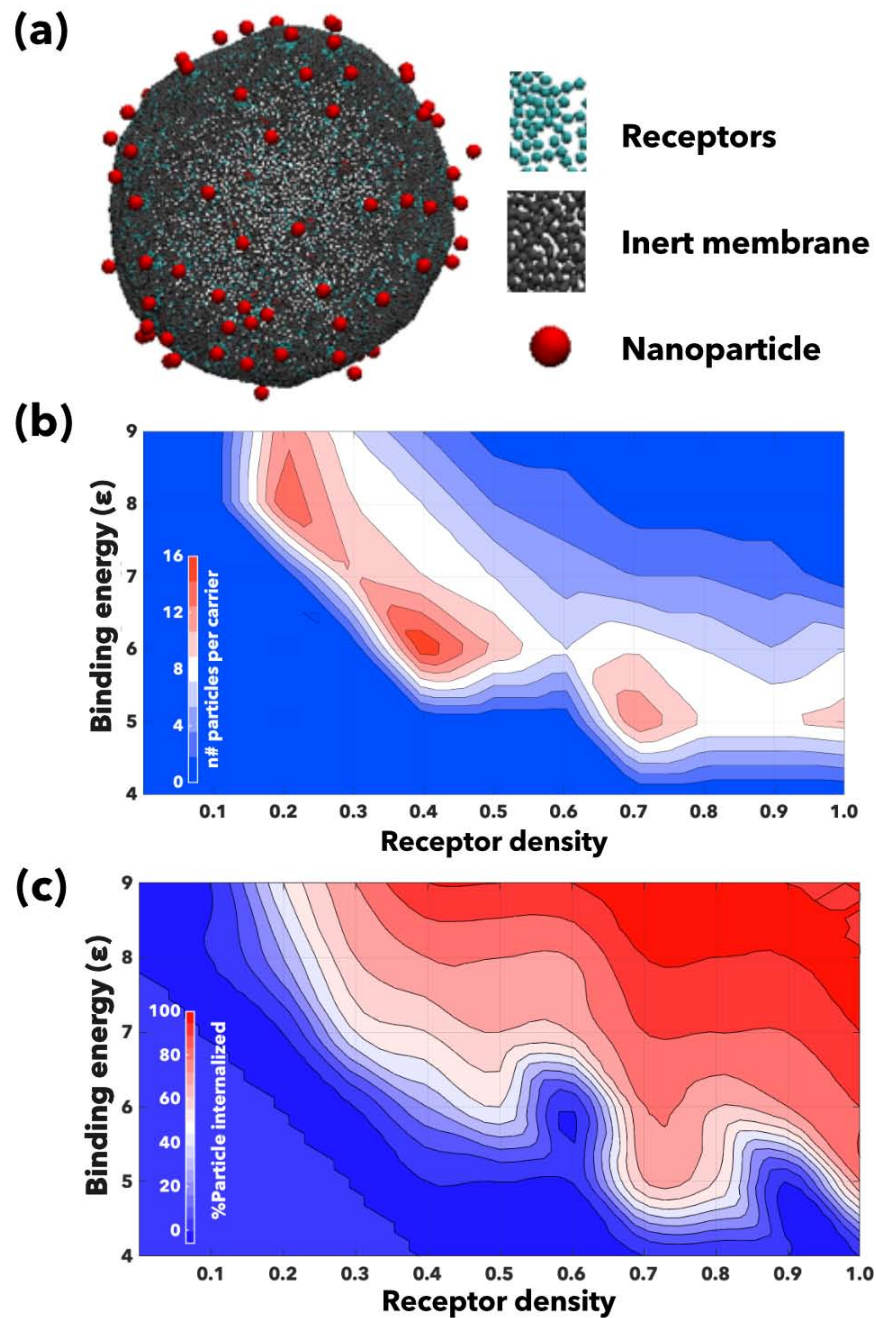 (a)
Receptors
Inert membrane
Nanoparticle
(b)
Binding energy (ε)
9
8
7
6
5
4
16
12
8
4
0
n# particles per carrier
0.1 0.2 0.3 0.4 0.5 0.6 0.7 0.8 0.9 1.0
Receptor density
(c)
Binding energy (ε)
9
8
7
6
5
4
100
80
60
40
20
0
%Particle internalized
0.1 0.2 0.3 0.4 0.5 0.6 0.7 0.8 0.9 1.0
Receptor density